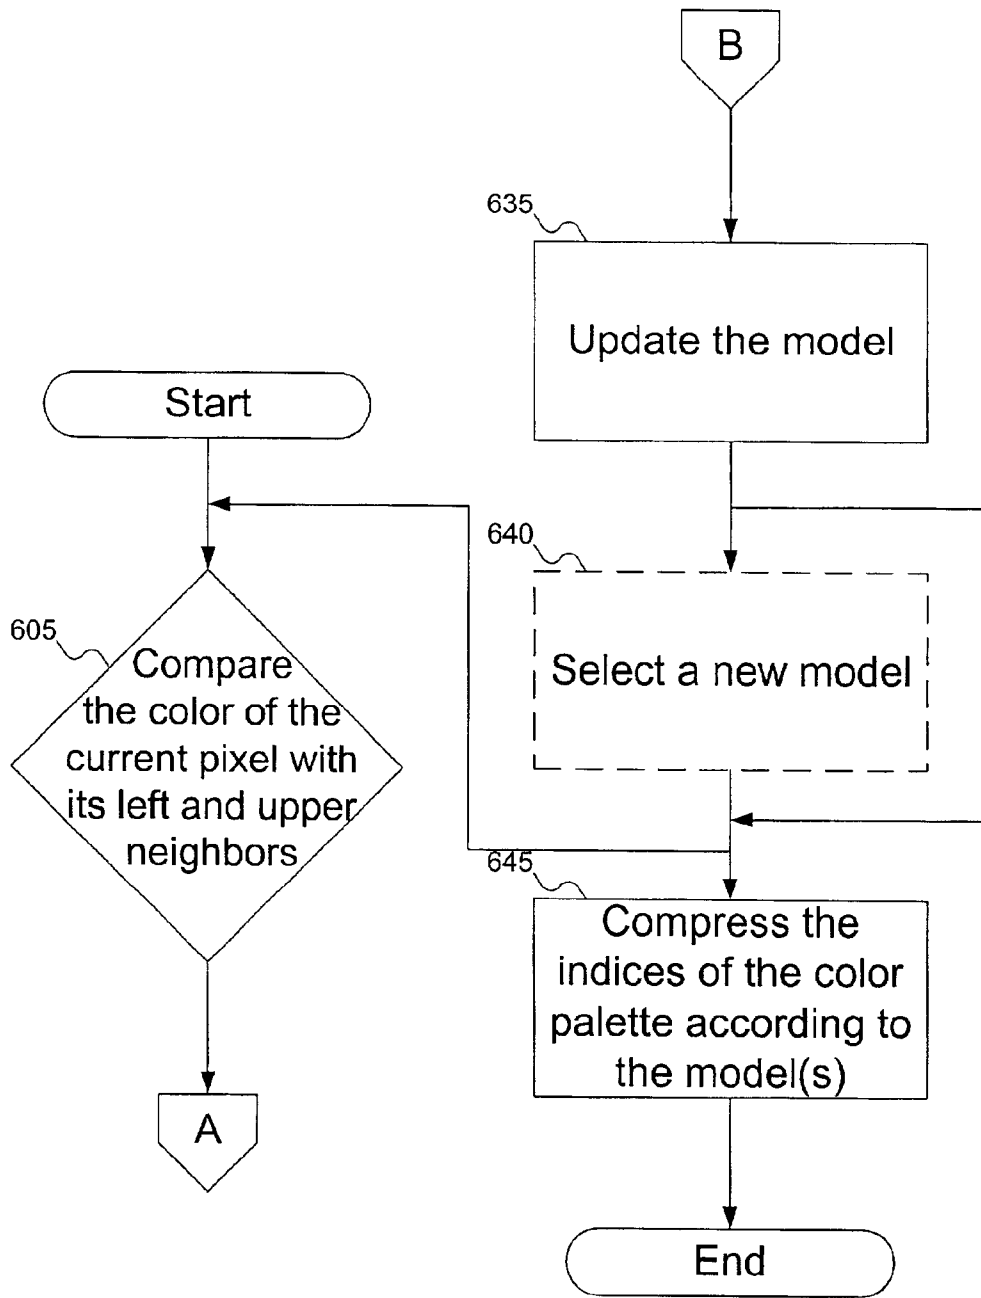 B
635
Update the model
Start
640
Select a new model
605
Compare
the color of the
current pixel with
its left and upper
neighbors
645
Compress the
indices of the color
palette according to
the model(s)
A
End